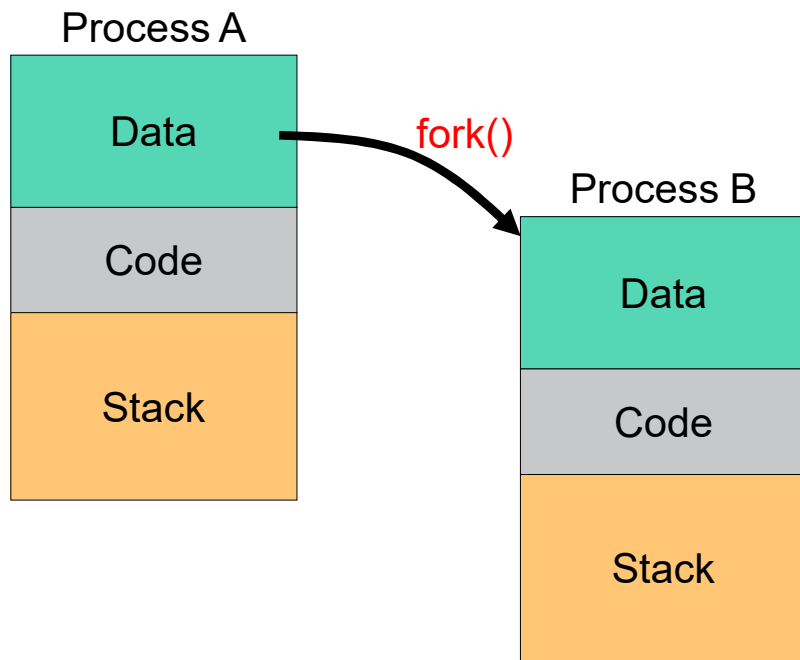 Process A
Data
Code
Stack
fork()
Process B
Data
Code
Stack